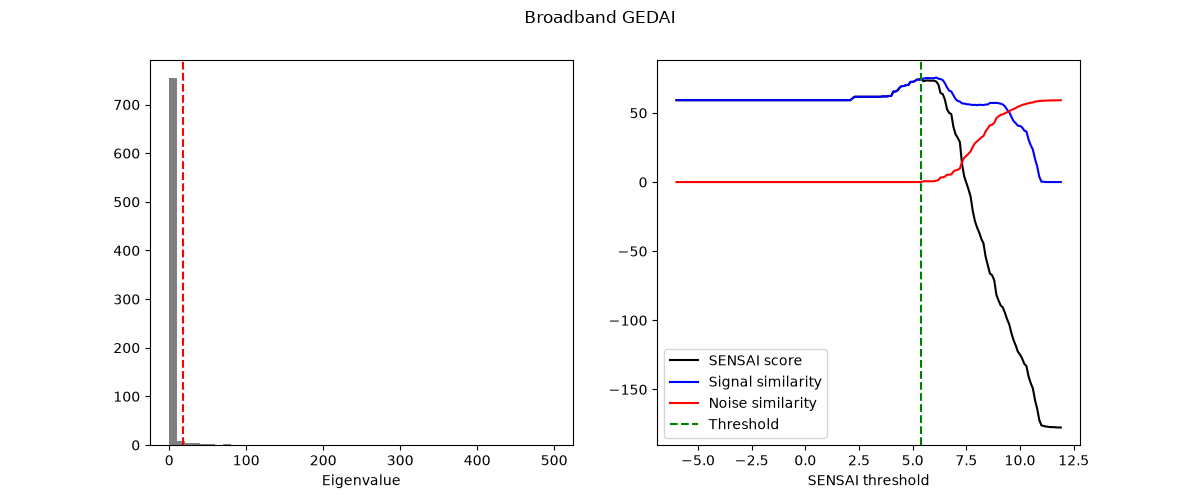 Broadband GEDAI
700
600
500
400
300
200
100
0
0 100 200 300 400 500
Eigenvalue
50
0
−50
−100
−150
−5.0 −2.5 0.0 2.5 5.0 7.5 10.0 12.5
SENSAI threshold
SENSAI score
Signal similarity
Noise similarity
Threshold